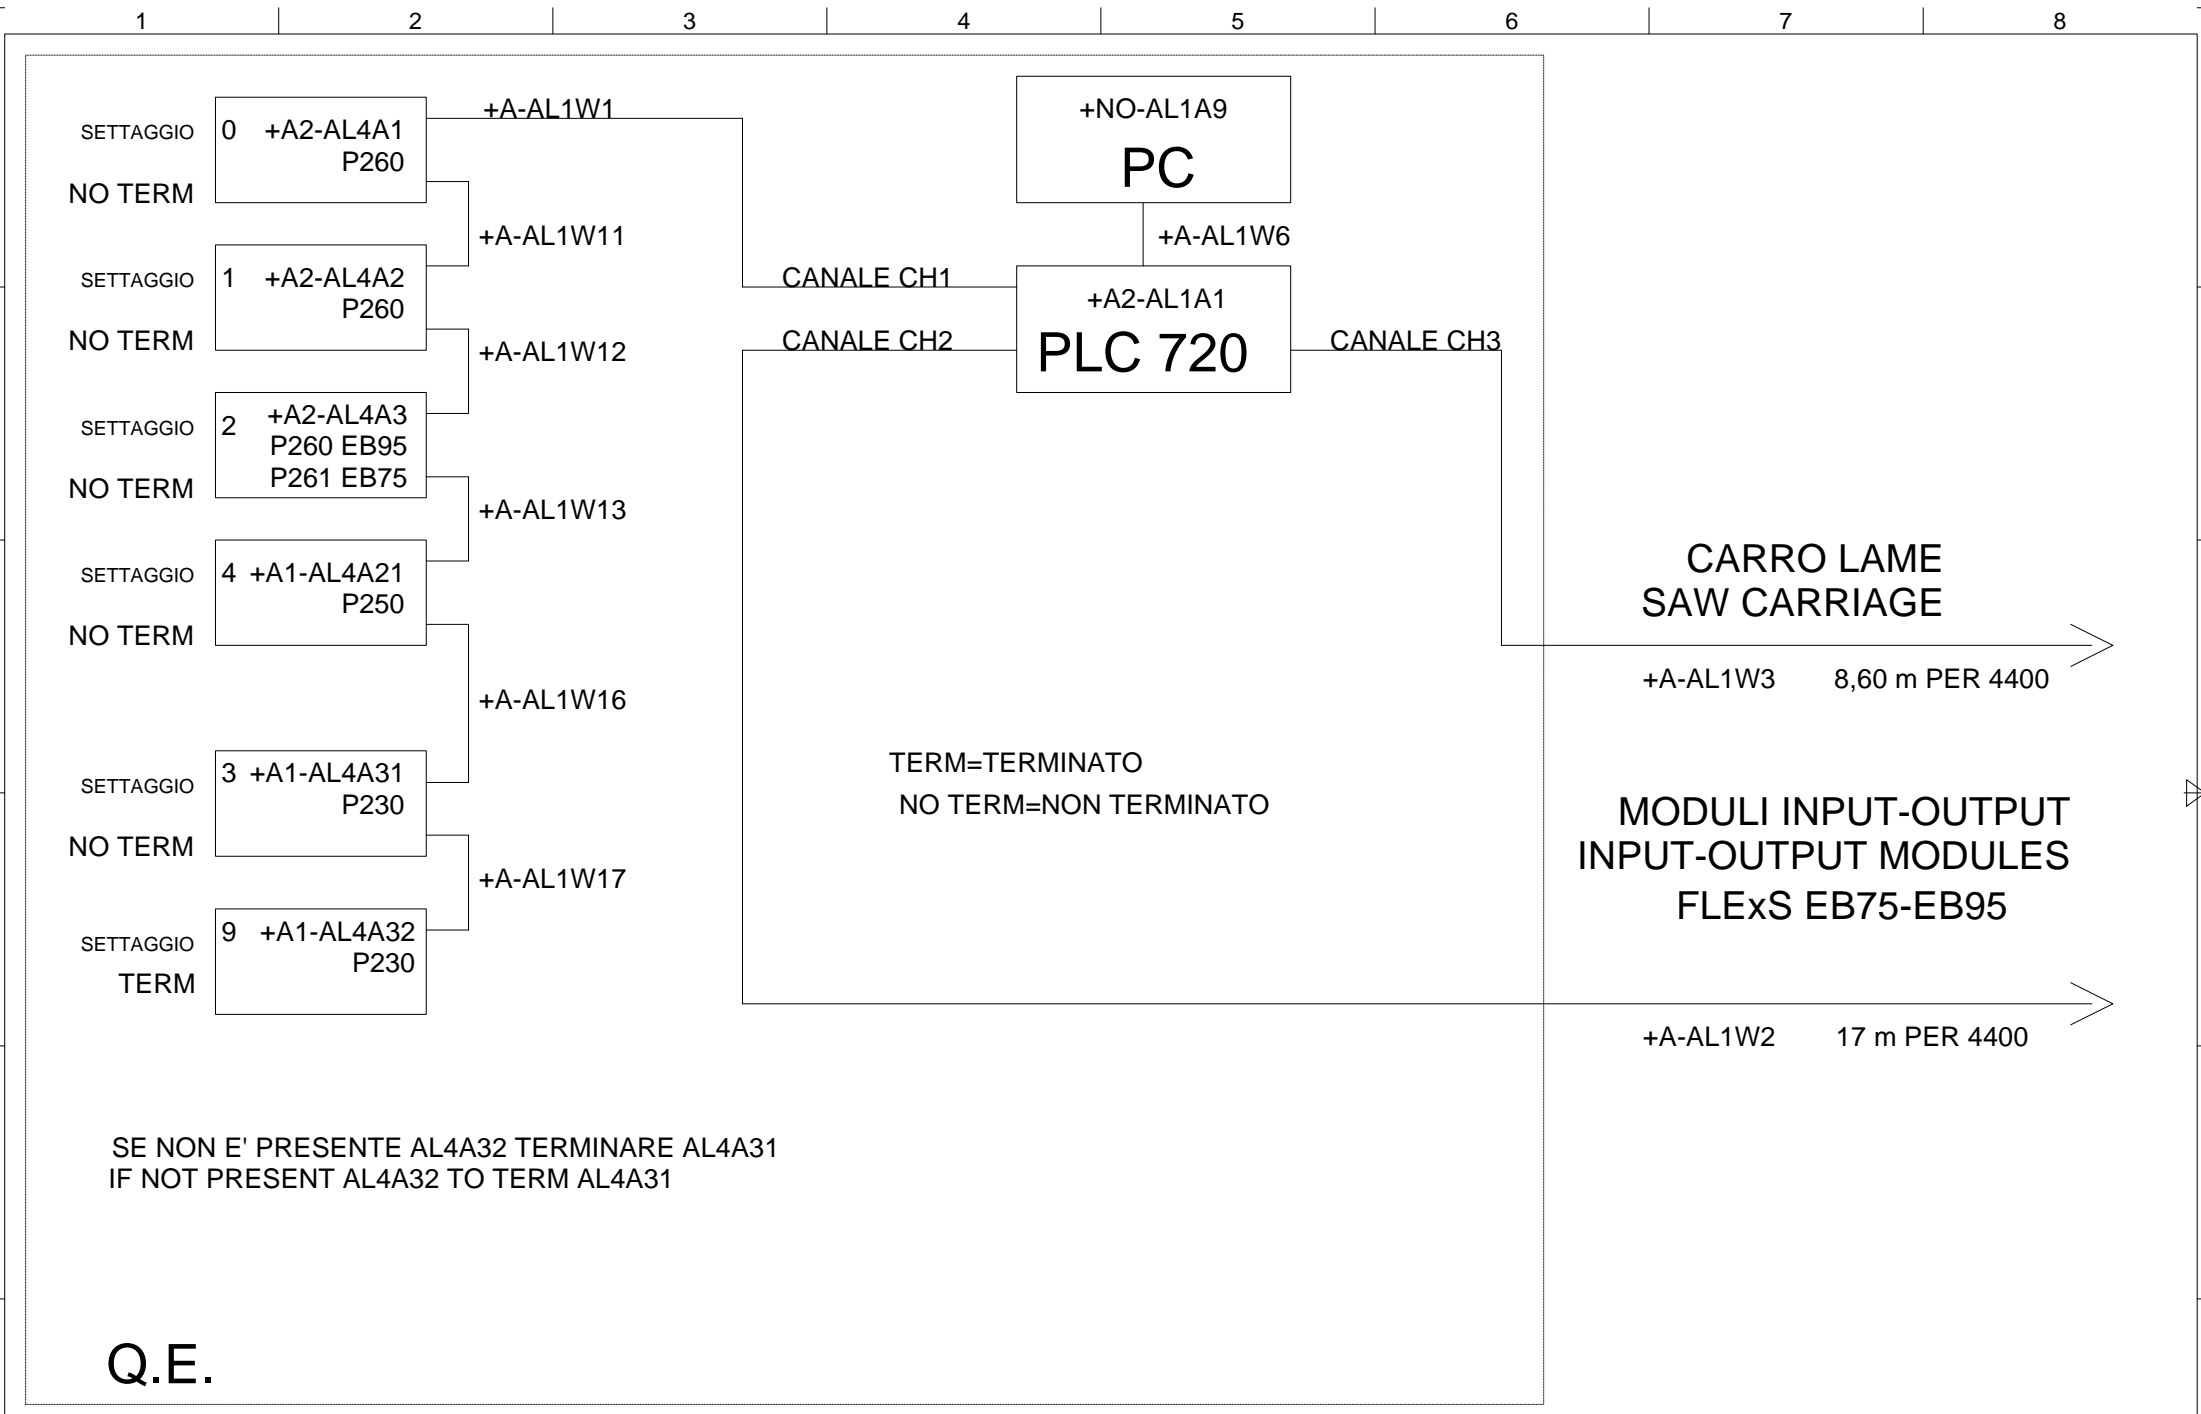 1 2 3 4 5 6 7 8
SETTAGGIO 0 +A2-AL4A1
P260
NO TERM
+A-AL1W1
+A-AL1W11
SETTAGGIO 1 +A2-AL4A2
P260
NO TERM
+A-AL1W12
SETTAGGIO 2 +A2-AL4A3
P260 EB95
P261 EB75
NO TERM
+A-AL1W13
SETTAGGIO 4 +A1-AL4A21
P250
NO TERM
+A-AL1W16
SETTAGGIO 3 +A1-AL4A31
P230
NO TERM
+A-AL1W17
SETTAGGIO 9 +A1-AL4A32
P230
TERM
+NO-AL1A9
PC
+A-AL1W6
CANALE CH1
CANALE CH2
+A2-AL1A1
PLC 720
CANALE CH3
TERM=TERMINATO
NO TERM=NON TERMINATO
CARRO LAME
SAW CARRIAGE
+A-AL1W3 8,60 m PER 4400
MODULI INPUT-OUTPUT
INPUT-OUTPUT MODULES
FLExS EB75-EB95
+A-AL1W2 17 m PER 4400
SE NON E' PRESENTE AL4A32 TERMINARE AL4A31
IF NOT PRESENT AL4A32 TO TERM AL4A31
Q.E.